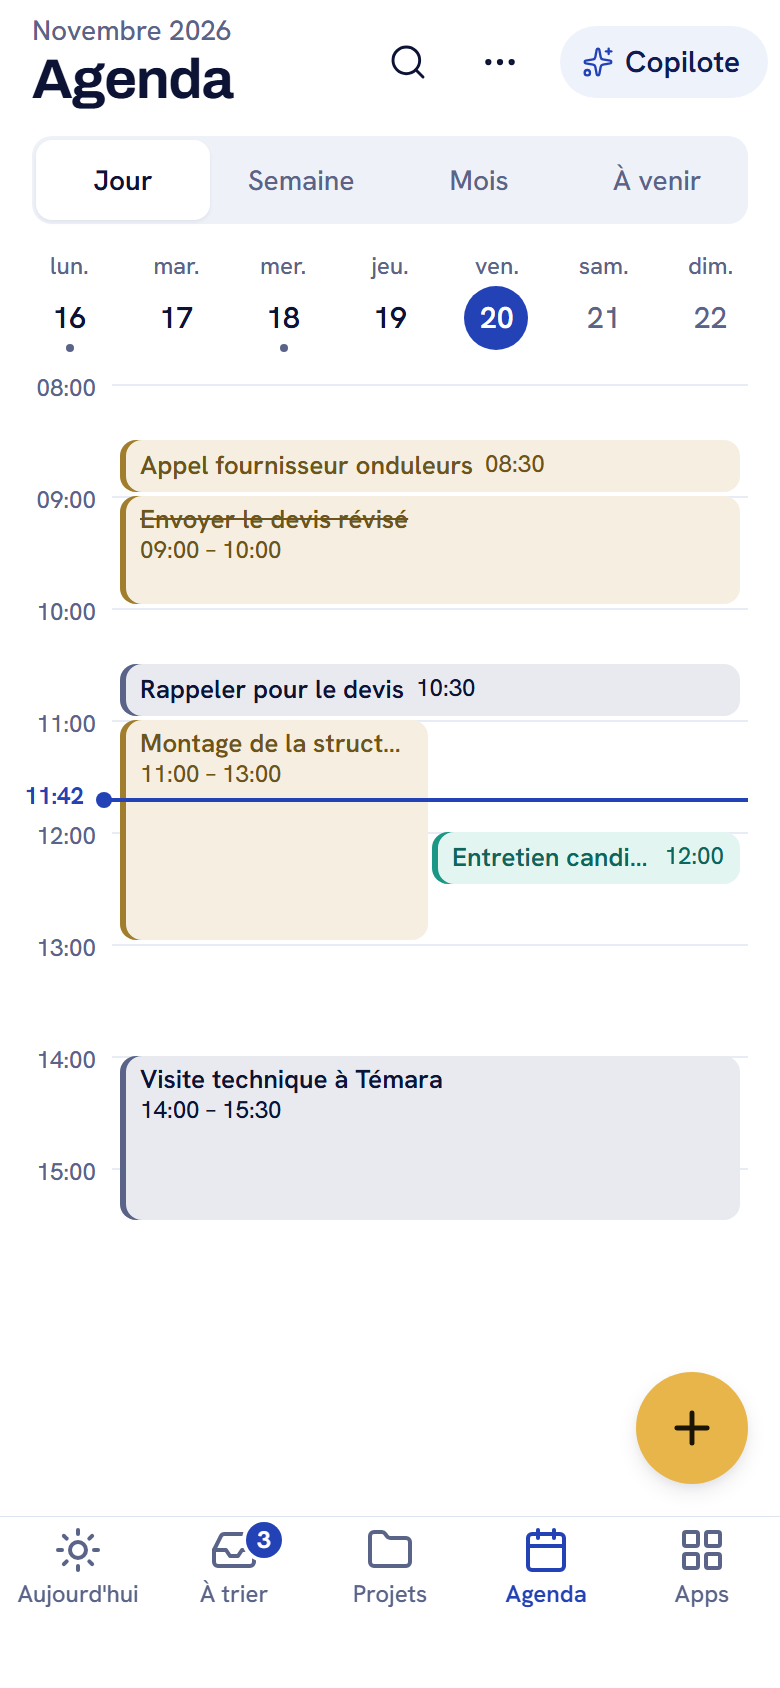 Novembre 2026
Agenda
Copilote
Jour Semaine Mois À venir
lun. mar. mer. jeu. ven. sam. dim.
16 17 18 19 20 21 22
08:00
Appel fournisseur onduleurs 08:30
09:00
Envoyer le devis révisé
09:00 – 10:00
10:00
Rappeler pour le devis 10:30
11:00
Montage de la struct...
11:00 – 13:00
11:42
12:00
Entretien candi... 12:00
13:00
14:00
Visite technique à Témara
14:00 – 15:30
15:00
3
Aujourd'hui À trier Projets Agenda Apps